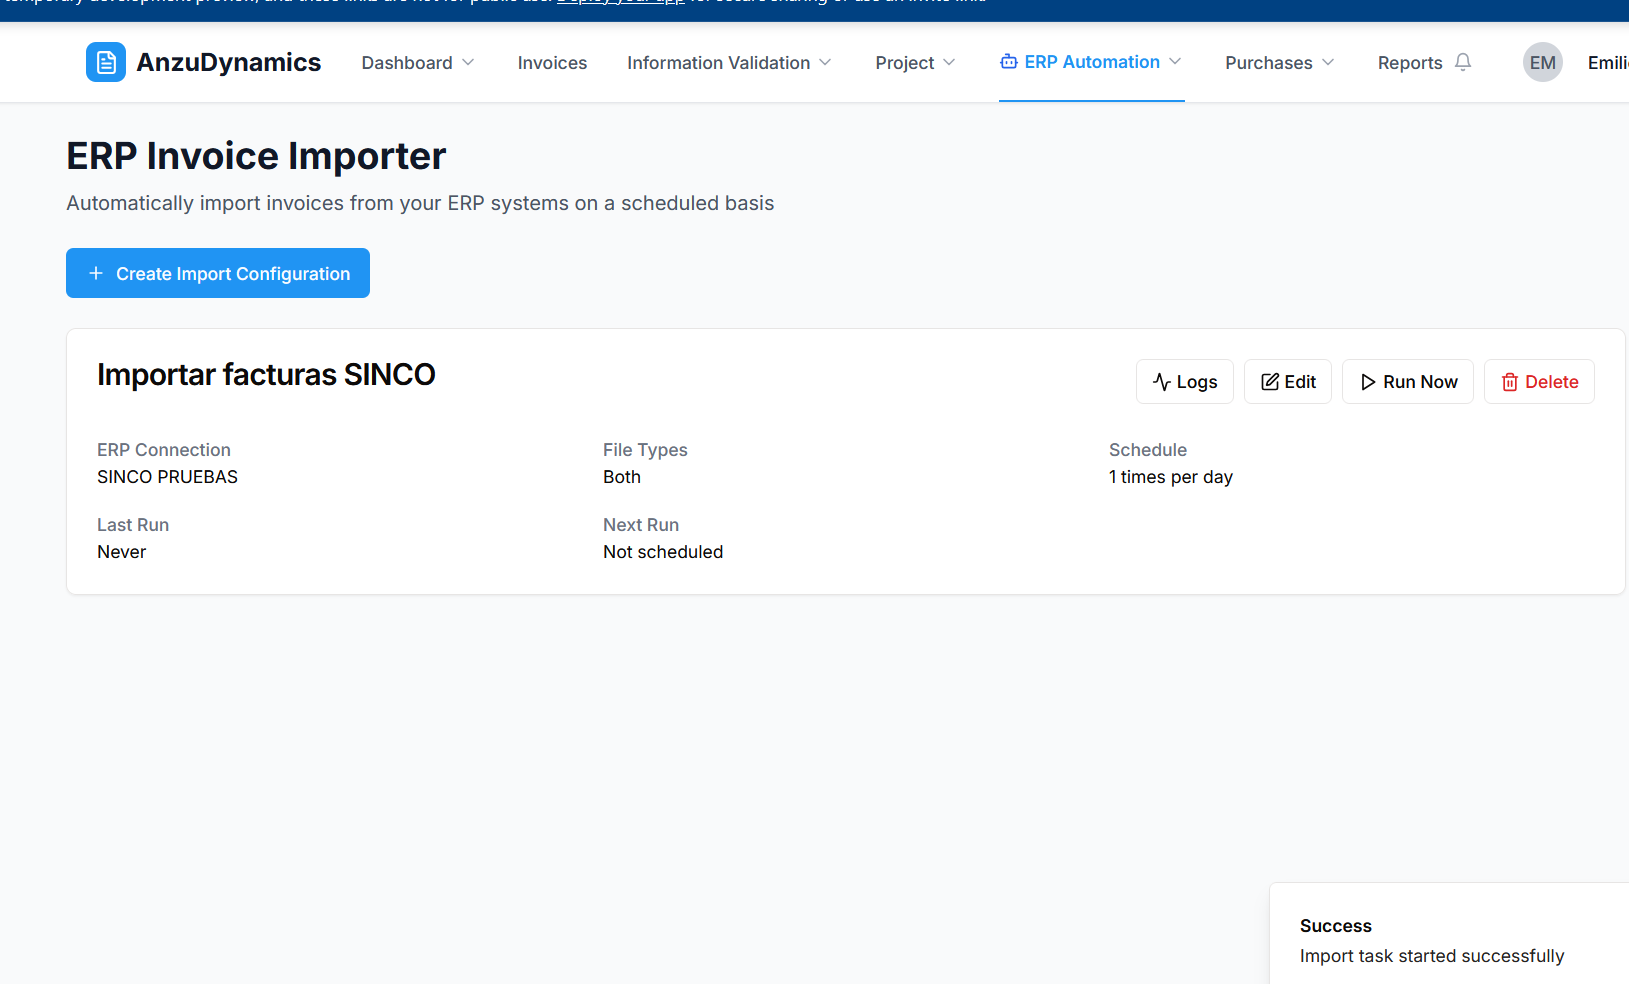 AnzuDynamics Dashboard Invoices Information Validation Project ERP Automation Purchases Reports EM
ERP Invoice Importer
Automatically import invoices from your ERP systems on a scheduled basis
+ Create Import Configuration
Importar facturas SINCO
Logs Edit Run Now Delete
ERP Connection File Types Schedule
SINCO PRUEBAS Both 1 times per day
Last Run Next Run
Never Not scheduled
Success
Import task started successfully